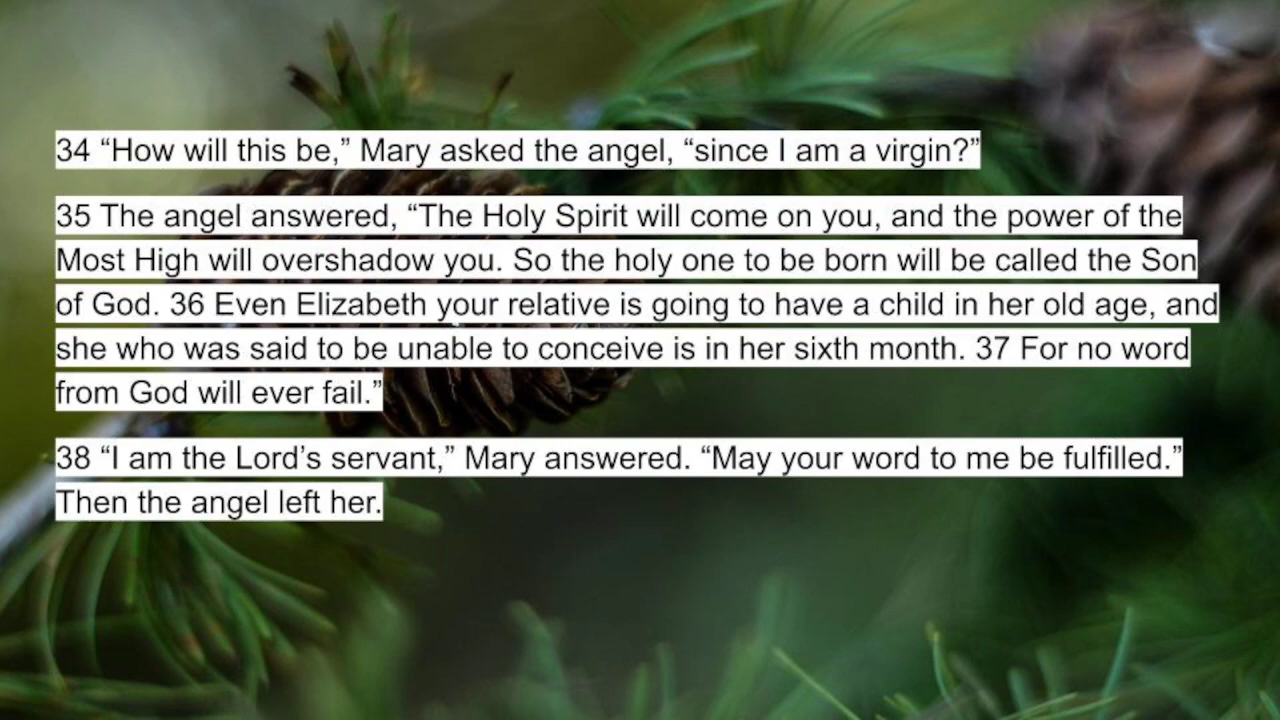 34 “How will this be,” Mary asked the angel, “since I am a virgin?”
35 The angel answered, “The Holy Spirit will come on you, and the power of the
Most High will overshadow you. So the holy one to be born will be called the Son
of God. 36 Even Elizabeth your relative is going to have a child in her old age, and
she who was said to be unable to conceive is in her sixth month. 37 For no word
from God will ever fail.”
38 “I am the Lord’s servant,” Mary answered. “May your word to me be fulfilled.”
Then the angel left her.